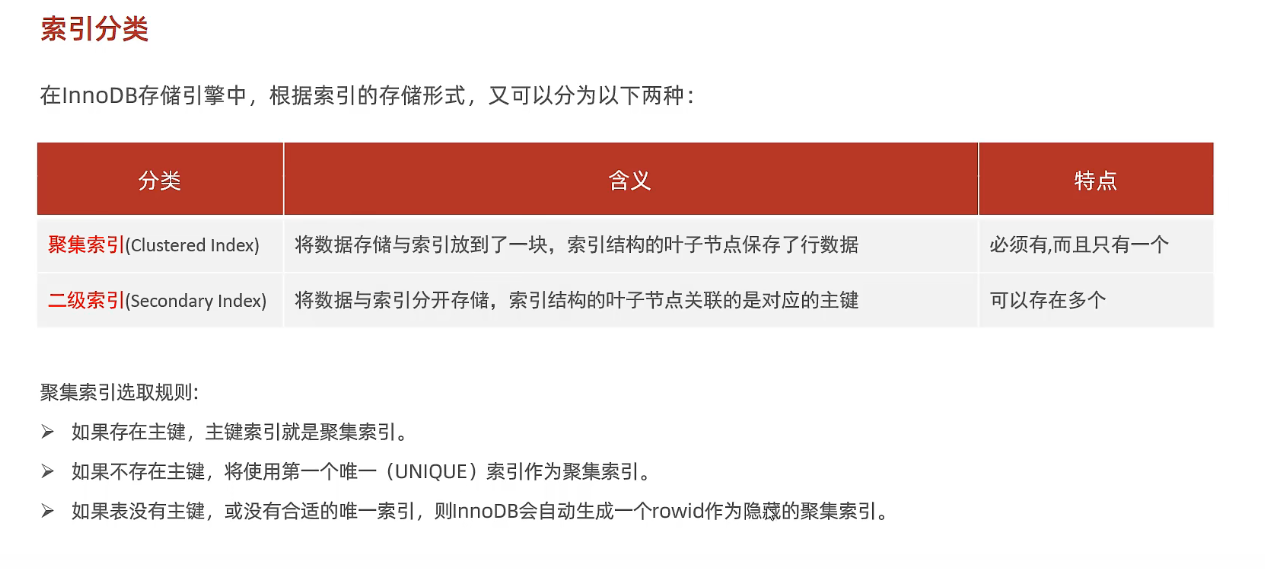 索引分类
在InnoDB存储引擎中，根据索引的存储形式，又可以分为以下两种：
分类 含义 特点
聚集索引(Clustered Index) 将数据存储与索引放到了一块，索引结构的叶子节点保存了行数据 必须有,而且只有一个
二级索引(Secondary Index) 将数据与索引分开存储，索引结构的叶子节点关联的是对应的主键 可以存在多个
聚集索引选取规则:
➢ 如果存在主键，主键索引就是聚集索引。
➢ 如果不存在主键，将使用第一个唯一（UNIQUE）索引作为聚集索引。
➢ 如果表没有主键，或没有合适的唯一索引，则InnoDB会自动生成一个rowid作为隐藏的聚集索引。